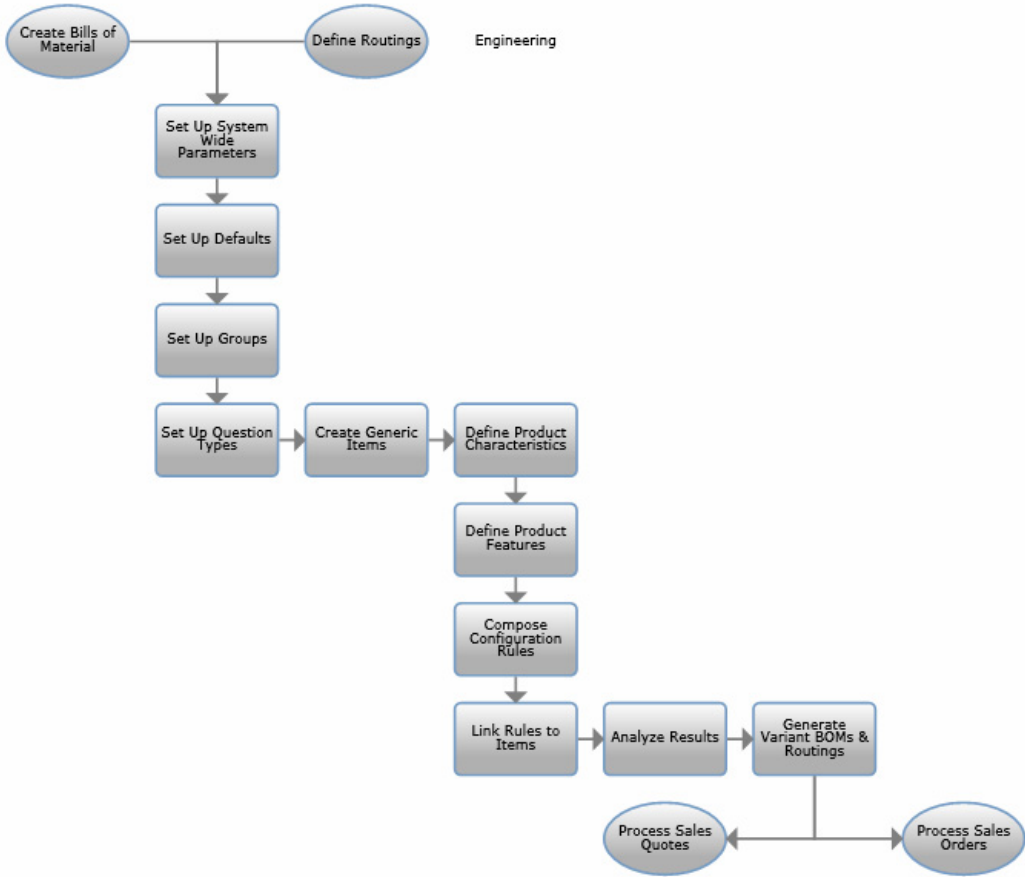 Create Bills of
Material
Define Routings
Engineering
Set Up System
Wide
Parameters
Set Up Defaults
Set Up Groups
Set Up Question
Types
Create Generic
Items
Define Product
Characteristics
Define Product
Features
Compose
Configuration
Rules
Link Rules to
Items
Analyze Results
Generate
Variant BOMs &
Routings
Process Sales
Quotes
Process Sales
Orders